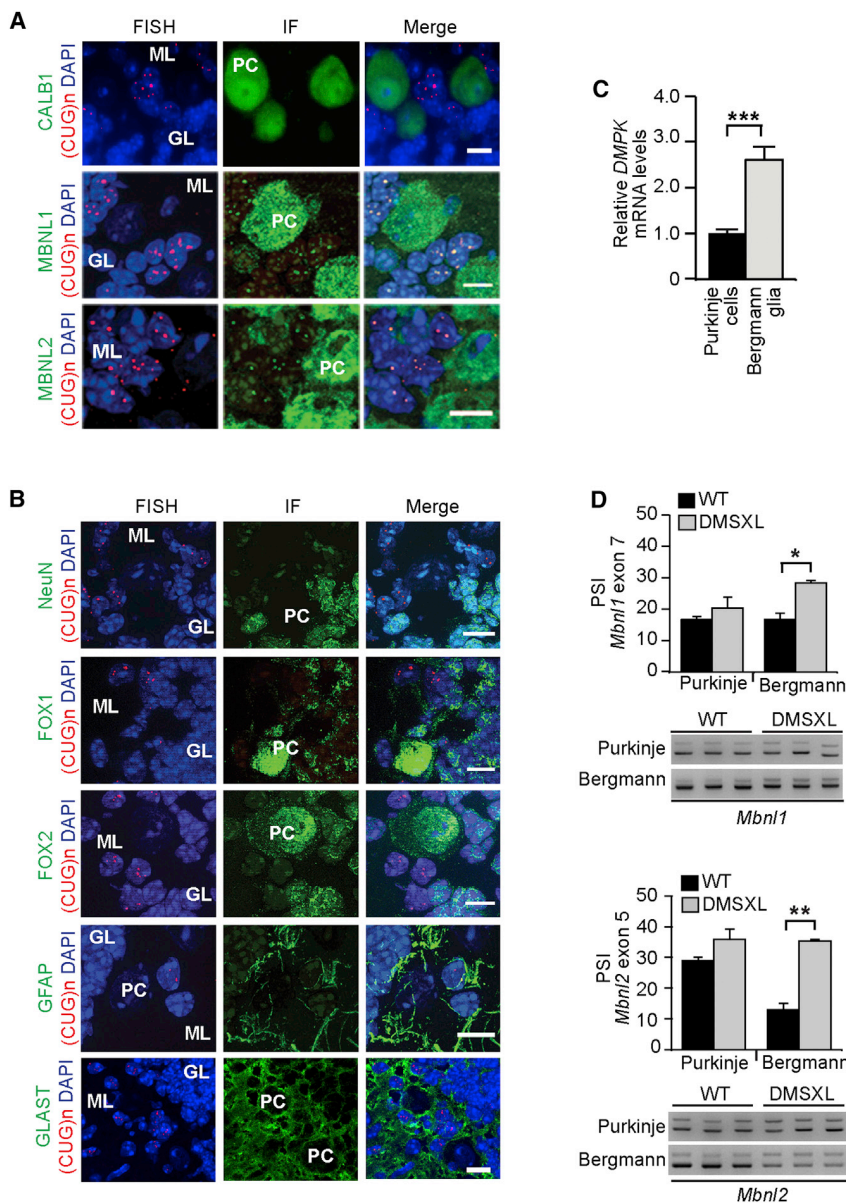 A
FISH IF Merge
CALB1
(CUG)n DAPI
ML
GL
PC
MBNL1
(CUG)n DAPI
ML
GL
PC
MBNL2
(CUG)n DAPI
ML
PC
B
FISH IF Merge
NeuN
(CUG)n DAPI
ML
GL
PC
FOX1
(CUG)n DAPI
ML
GL
PC
FOX2
(CUG)n DAPI
ML
GL
PC
GFAP
(CUG)n DAPI
GL
PC
ML
GLAST
(CUG)n DAPI
GL
ML
PC
PC
C
Relative DMPK
mRNA levels
4.0
3.0
2.0
1.0
0.0
***
Purkinje
cells
Bergmann
glia
D
WT
DMSXL
PSI
Mbnl1 exon 7
50
40
30
20
10
0
*
Purkinje Bergmann
WT DMSXL
Purkinje
Bergmann
Mbnl1
WT
DMSXL
PSI
Mbnl2 exon 5
50
40
30
20
10
0
**
Purkinje Bergmann
WT DMSXL
Purkinje
Bergmann
Mbnl2